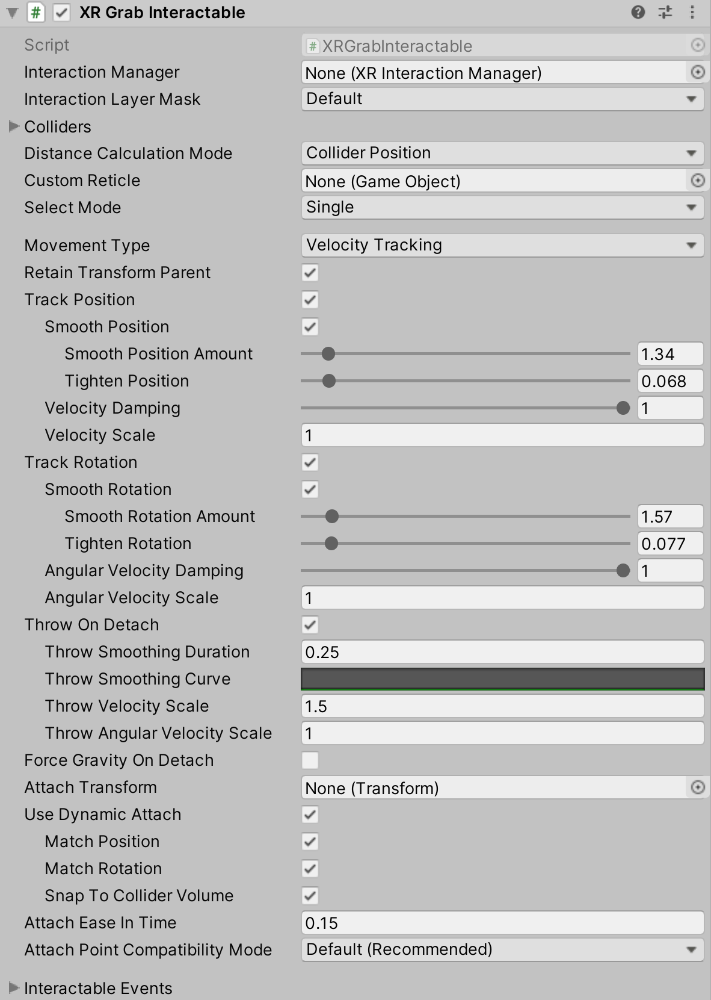 # XR Grab Interactable
Script # XRGrabInteractable
Interaction Manager None (XR Interaction Manager)
Interaction Layer Mask Default
Colliders
Distance Calculation Mode Collider Position
Custom Reticle None (Game Object)
Select Mode Single
Movement Type Velocity Tracking
Retain Transform Parent
Track Position
Smooth Position
Smooth Position Amount 1.34
Tighten Position 0.068
Velocity Damping 1
Velocity Scale 1
Track Rotation
Smooth Rotation
Smooth Rotation Amount 1.57
Tighten Rotation 0.077
Angular Velocity Damping 1
Angular Velocity Scale 1
Throw On Detach
Throw Smoothing Duration 0.25
Throw Smoothing Curve
Throw Velocity Scale 1.5
Throw Angular Velocity Scale 1
Force Gravity On Detach
Attach Transform None (Transform)
Use Dynamic Attach
Match Position
Match Rotation
Snap To Collider Volume
Attach Ease In Time 0.15
Attach Point Compatibility Mode Default (Recommended)
Interactable Events